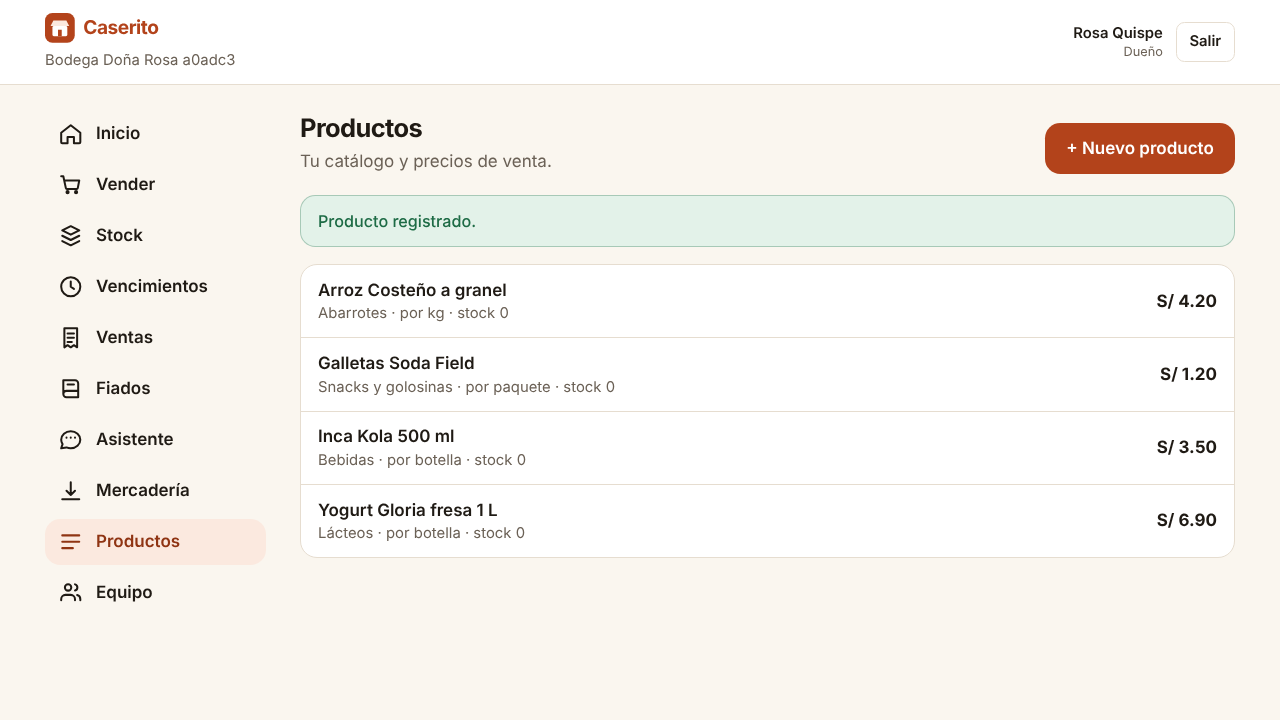 Caserito
Bodega Doña Rosa a0adc3
Rosa Quispe
Dueño
Salir
Inicio
Vender
Stock
Vencimientos
Ventas
Fiados
Asistente
Mercadería
Productos
Equipo
Productos
Tu catálogo y precios de venta.
+ Nuevo producto
Producto registrado.
Arroz Costeño a granel
Abarrotes · por kg · stock 0
S/ 4.20
Galletas Soda Field
Snacks y golosinas · por paquete · stock 0
S/ 1.20
Inca Kola 500 ml
Bebidas · por botella · stock 0
S/ 3.50
Yogurt Gloria fresa 1 L
Lácteos · por botella · stock 0
S/ 6.90